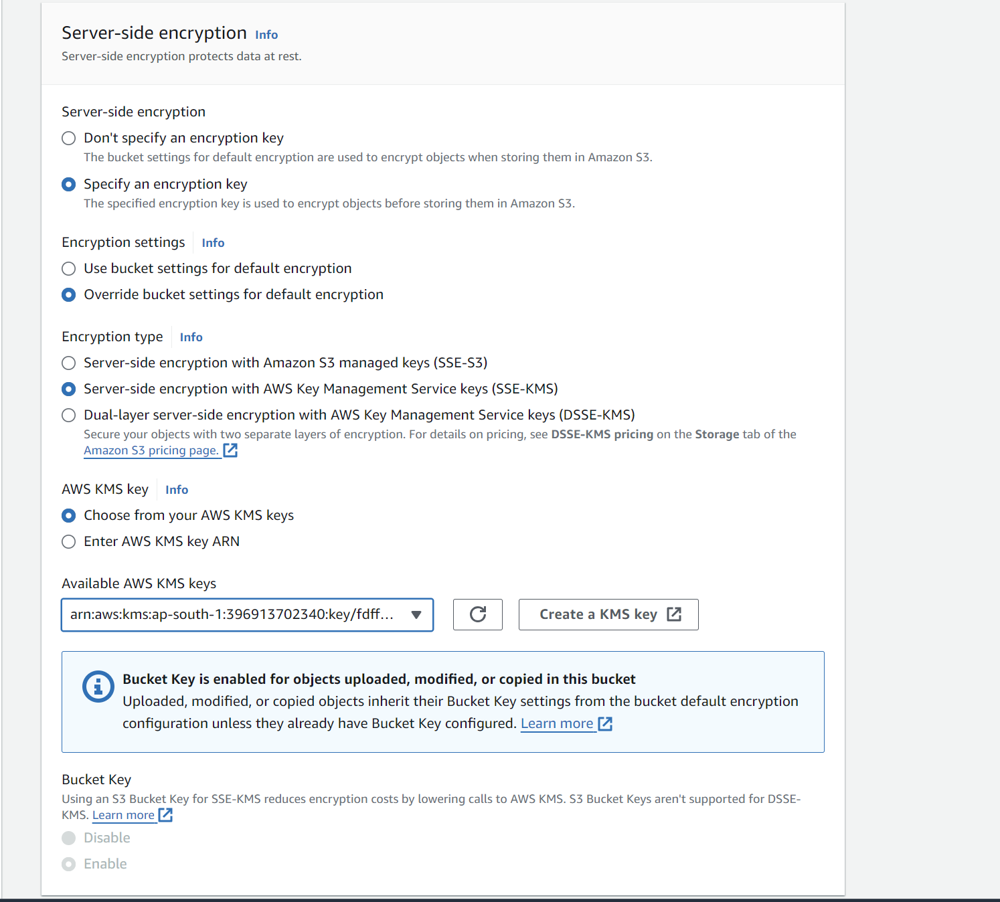 Server-side encryption Info
Server-side encryption protects data at rest.
Server-side encryption
Don't specify an encryption key
The bucket settings for default encryption are used to encrypt objects when storing them in Amazon S3.
Specify an encryption key
The specified encryption key is used to encrypt objects before storing them in Amazon S3.
Encryption settings Info
Use bucket settings for default encryption
Override bucket settings for default encryption
Encryption type Info
Server-side encryption with Amazon S3 managed keys (SSE-S3)
Server-side encryption with AWS Key Management Service keys (SSE-KMS)
Dual-layer server-side encryption with AWS Key Management Service keys (DSSE-KMS)
Secure your objects with two separate layers of encryption. For details on pricing, see DSSE-KMS pricing on the Storage tab of the
Amazon S3 pricing page.
AWS KMS key Info
Choose from your AWS KMS keys
Enter AWS KMS key ARN
Available AWS KMS keys
arn:aws:kms:ap-south-1:396913702340:key/fdff... Create a KMS key
Bucket Key is enabled for objects uploaded, modified, or copied in this bucket
Uploaded, modified, or copied objects inherit their Bucket Key settings from the bucket default encryption
configuration unless they already have Bucket Key configured. Learn more
Bucket Key
Using an S3 Bucket Key for SSE-KMS reduces encryption costs by lowering calls to AWS KMS. S3 Bucket Keys aren't supported for DSSE-
KMS. Learn more
Disable
Enable